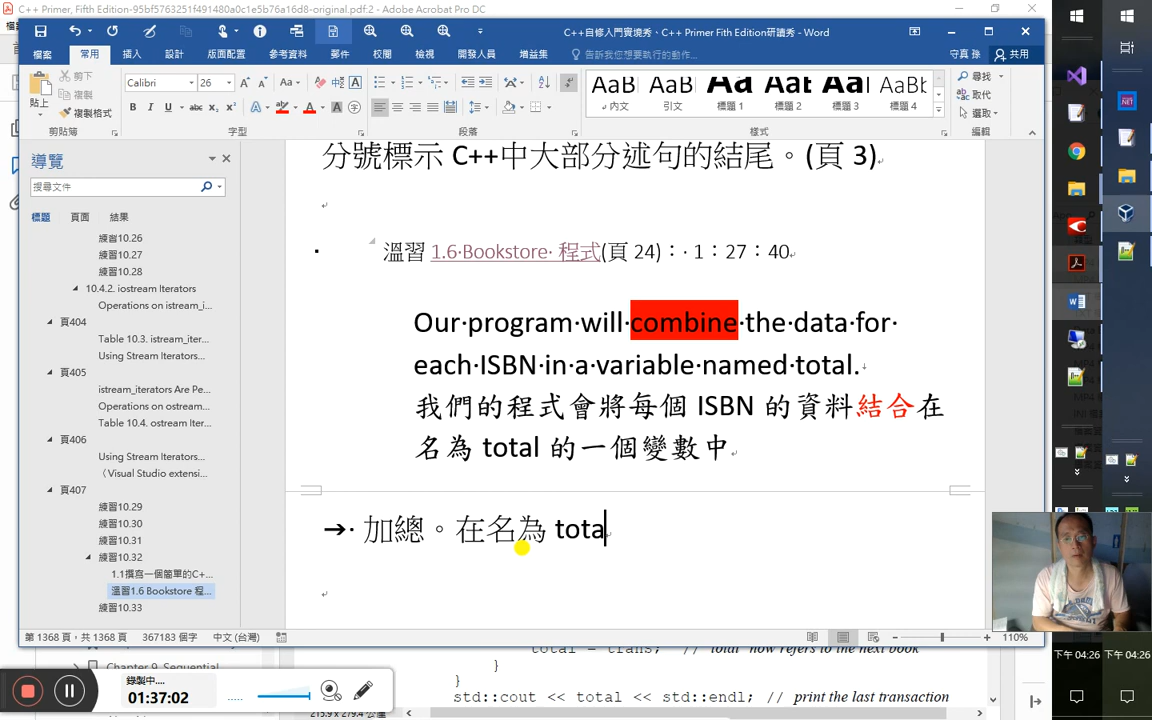 C++ Primer, Fifth Edition-95bf5763251f491480a0c1e5b76a16d8-original.pdf:2 - Adobe Acrobat Pro DC
C++自修入門實境秀、C++ Primer Fifth Edition研讀秀 - Word
檔案 常用 插入 設計 版面配置 參考資料 郵件 校閱 檢視 開發人員 增益集 告訴我您想要執行的動作... 守真 孫 共用
貼上 剪下 複製 複製格式 剪貼簿
Calibri 26 字型
段落
AaB 內文 AaB 引文 AaB 標題 1 Aat 標題 2 Aal 標題 3 AaBb 標題 4 樣式
尋找 取代 選取 編輯
導覽
搜尋文件
標題 頁面 結果
練習10.26
練習10.27
練習10.28
10.4.2. iostream Iterators
Operations on istream_i...
頁404
Table 10.3. istream_iter...
Using Stream Iterators...
頁405
istream_iterators Are Pe...
Operations on ostream...
Table 10.4. ostream Iter...
頁406
Using Stream Iterators...
（Visual Studio extensi...
頁407
練習10.29
練習10.30
練習10.31
練習10.32
1.1撰寫一個簡單的C+...
溫習1.6 Bookstore 程...
練習10.33
分號標示 C++中大部分述句的結尾。(頁 3)
溫習 1.6·Bookstore· 程式(頁 24)：· 1：27：40
Our·program·will·combine·the·data·for·
each·ISBN·in·a·variable·named·total.
我們的程式會將每個 ISBN 的資料結合在
名為 total 的一個變數中
→· 加總。在名為 tota
第 1368 頁，共 1368 頁 367183 個字 中文 (台灣) 110%
Chapter 9. Sequential
total = trans; // total now refers to the next book
}
}
std::cout << total << std::endl; // print the last transaction
215.9 x 279.4 公釐
錄製中....
01:37:02
下午 04:26 下午 04:26